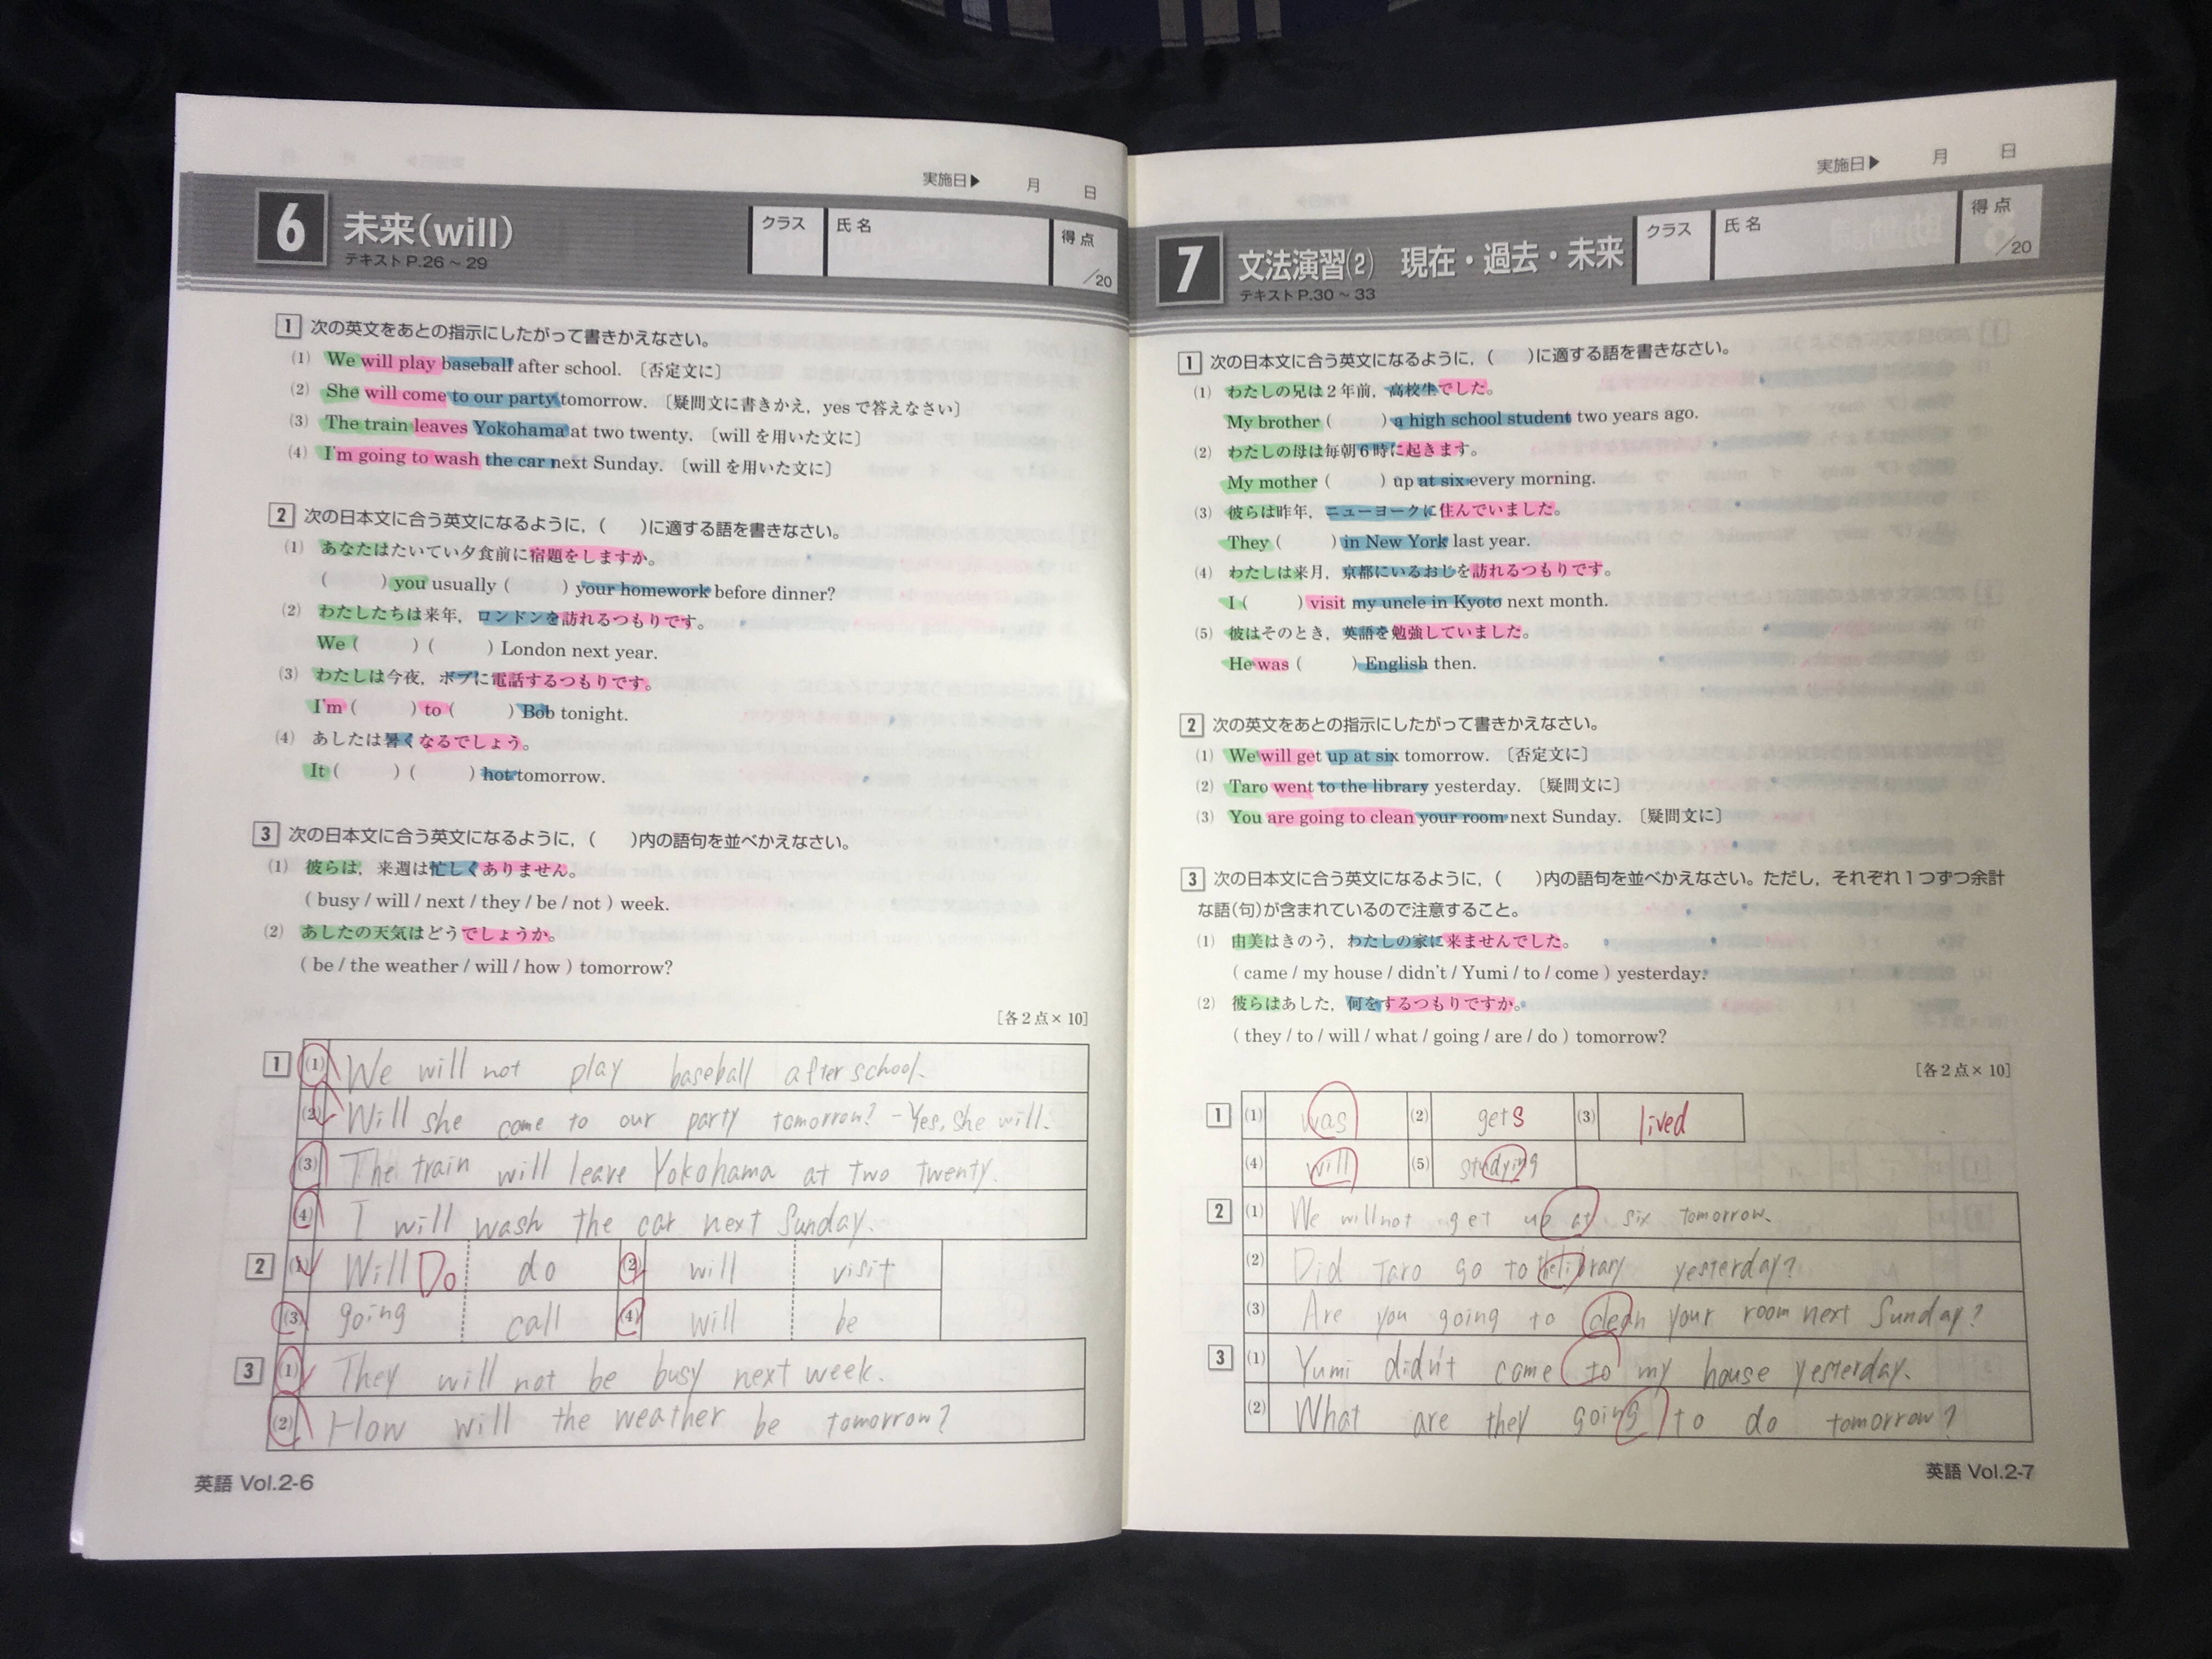 実施日▶ 月 日
6 未来(will)
テキストP.26～29
クラス 氏名 得点 /20
1 次の英文をあとの指示にしたがって書きかえなさい。
(1) We will play baseball after school. 〔否定文に〕
(2) She will come to our party tomorrow. 〔疑問文に書きかえ，yesで答えなさい〕
(3) The train leaves Yokohama at two twenty. 〔willを用いた文に〕
(4) I'm going to wash the car next Sunday. 〔willを用いた文に〕
2 次の日本文に合う英文になるように，( )に適する語を書きなさい。
(1) あなたはたいてい夕食前に宿題をしますか。
( ) you usually ( ) your homework before dinner?
(2) わたしたちは来年，ロンドンを訪れるつもりです。
We ( ) ( ) London next year.
(3) わたしは今夜，ボブに電話するつもりです。
I'm ( ) to ( ) Bob tonight.
(4) あしたは暑くなるでしょう。
It ( ) ( ) hot tomorrow.
3 次の日本文に合う英文になるように，( )内の語句を並べかえなさい。
(1) 彼らは，来週は忙しくありません。
( busy / will / next / they / be / not ) week.
(2) あしたの天気はどうでしょうか。
( be / the weather / will / how ) tomorrow?
[各2点×10]
1 (1) We will not play baseball after school.
(2) Will she come to our party tomorrow? - Yes, she will.
(3) The train will leave Yokohama at two twenty.
(4) I will wash the car next Sunday.
2 (1) Will Do do (2) will visit
(3) going call (4) will be
3 (1) They will not be busy next week.
(2) How will the weather be tomorrow?
英語 Vol.2-6
実施日▶ 月 日
7 文法演習(2) 現在・過去・未来
テキストP.30～33
クラス 氏名 得点 /20
1 次の日本文に合う英文になるように，( )に適する語を書きなさい。
(1) わたしの兄は2年前，高校生でした。
My brother ( ) a high school student two years ago.
(2) わたしの母は毎朝6時に起きます。
My mother ( ) up at six every morning.
(3) 彼らは昨年，ニューヨークに住んでいました。
They ( ) in New York last year.
(4) わたしは来月，京都にいるおじを訪れるつもりです。
I ( ) visit my uncle in Kyoto next month.
(5) 彼はそのとき，英語を勉強していました。
He was ( ) English then.
2 次の英文をあとの指示にしたがって書きかえなさい。
(1) We will get up at six tomorrow. 〔否定文に〕
(2) Taro went to the library yesterday. 〔疑問文に〕
(3) You are going to clean your room next Sunday. 〔疑問文に〕
3 次の日本文に合う英文になるように，( )内の語句を並べかえなさい。ただし，それぞれ1つずつ余計
な語(句)が含まれているので注意すること。
(1) 由美はきのう，わたしの家に来ませんでした。
( came / my house / didn't / Yumi / to / come ) yesterday.
(2) 彼らはあした，何をするつもりですか。
( they / to / will / what / going / are / do ) tomorrow?
[各2点×10]
1 (1) was (2) gets (3) lived
(4) will (5) studying
2 (1) We will not get up at six tomorrow.
(2) Did Taro go to the library yesterday?
(3) Are you going to clean your room next Sunday?
3 (1) Yumi didn't come to my house yesterday.
(2) What are they going to do tomorrow?
英語 Vol.2-7